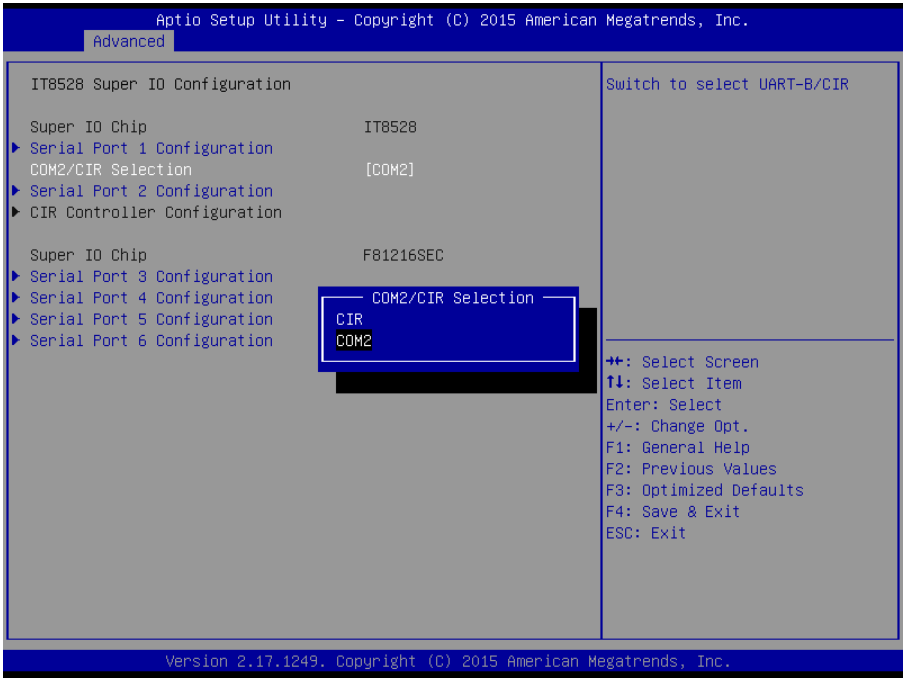 Aptio Setup Utility – Copyright (C) 2015 American Megatrends, Inc.
Advanced
IT8528 Super IO Configuration
Super IO Chip IT8528
Serial Port 1 Configuration
COM2/CIR Selection [COM2]
Serial Port 2 Configuration
CIR Controller Configuration
Super IO Chip F81216SEC
Serial Port 3 Configuration
Serial Port 4 Configuration
Serial Port 5 Configuration
Serial Port 6 Configuration
COM2/CIR Selection
CIR
COM2
Switch to select UART-B/CIR
→←: Select Screen
↑↓: Select Item
Enter: Select
+/-: Change Opt.
F1: General Help
F2: Previous Values
F3: Optimized Defaults
F4: Save & Exit
ESC: Exit
Version 2.17.1249. Copyright (C) 2015 American Megatrends, Inc.